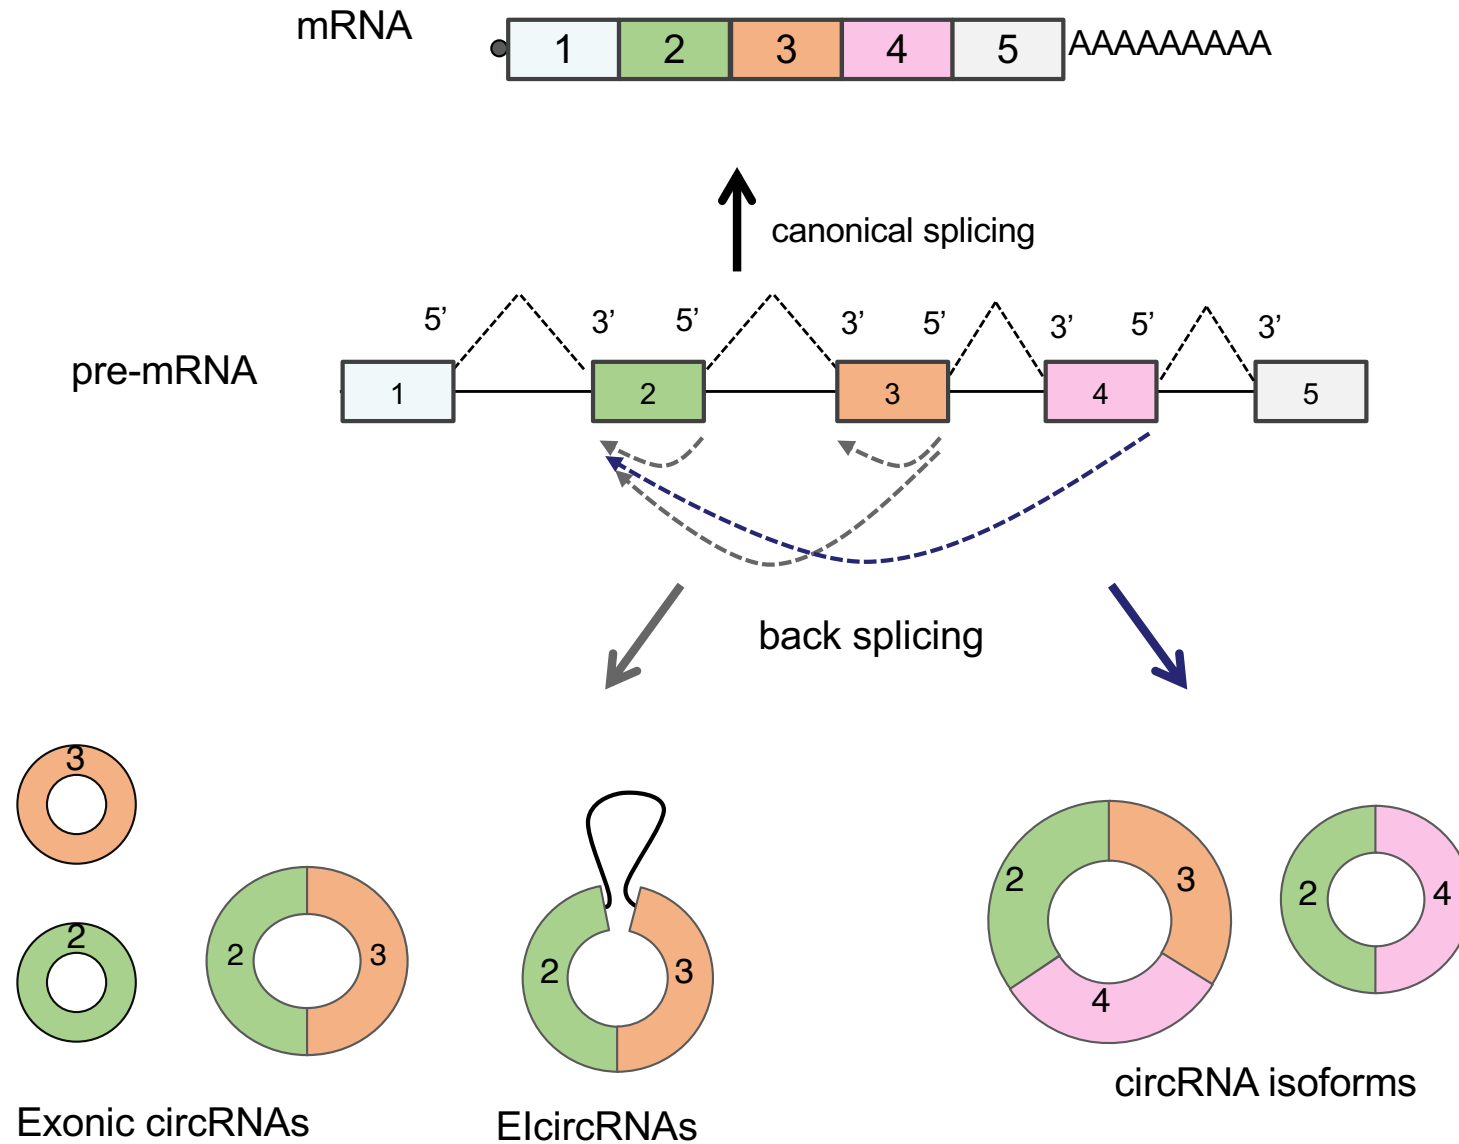 mRNA
1 2 3 4 5 AAAAAAAAA
canonical splicing
5’ 3’ 5’ 3’ 5’ 3’ 5’ 3’
pre-mRNA
1 2 3 4 5
back splicing
3
2
2 3
2 3
2 3 4
2 4
Exonic circRNAs
EIcircRNAs
circRNA isoforms